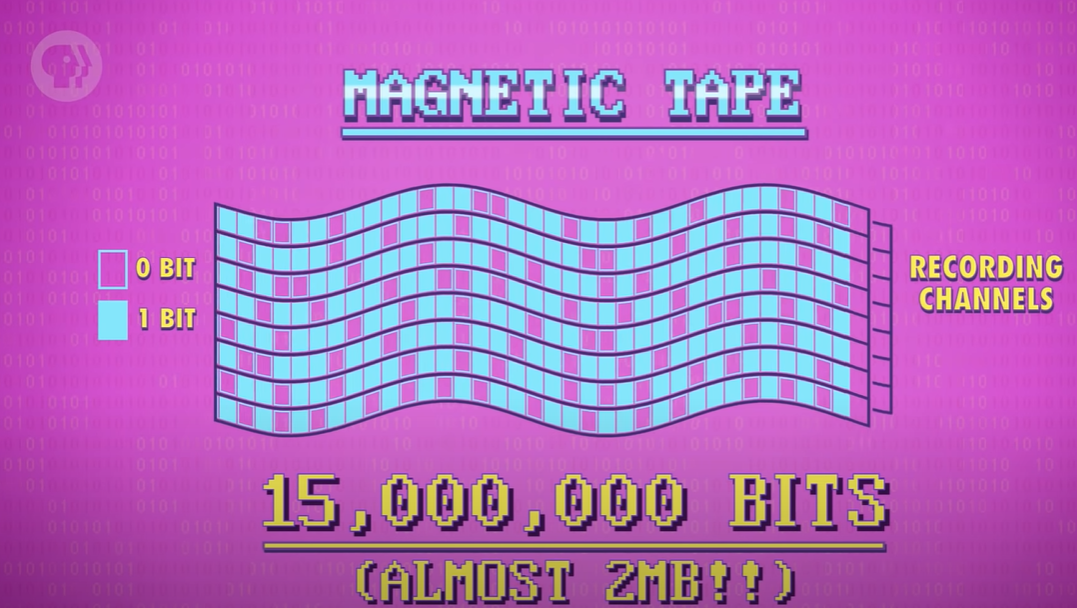 MAGNETIC TAPE
0 BIT
1 BIT
RECORDING
CHANNELS
15,000,000 BITS
(ALMOST 2MB!!)